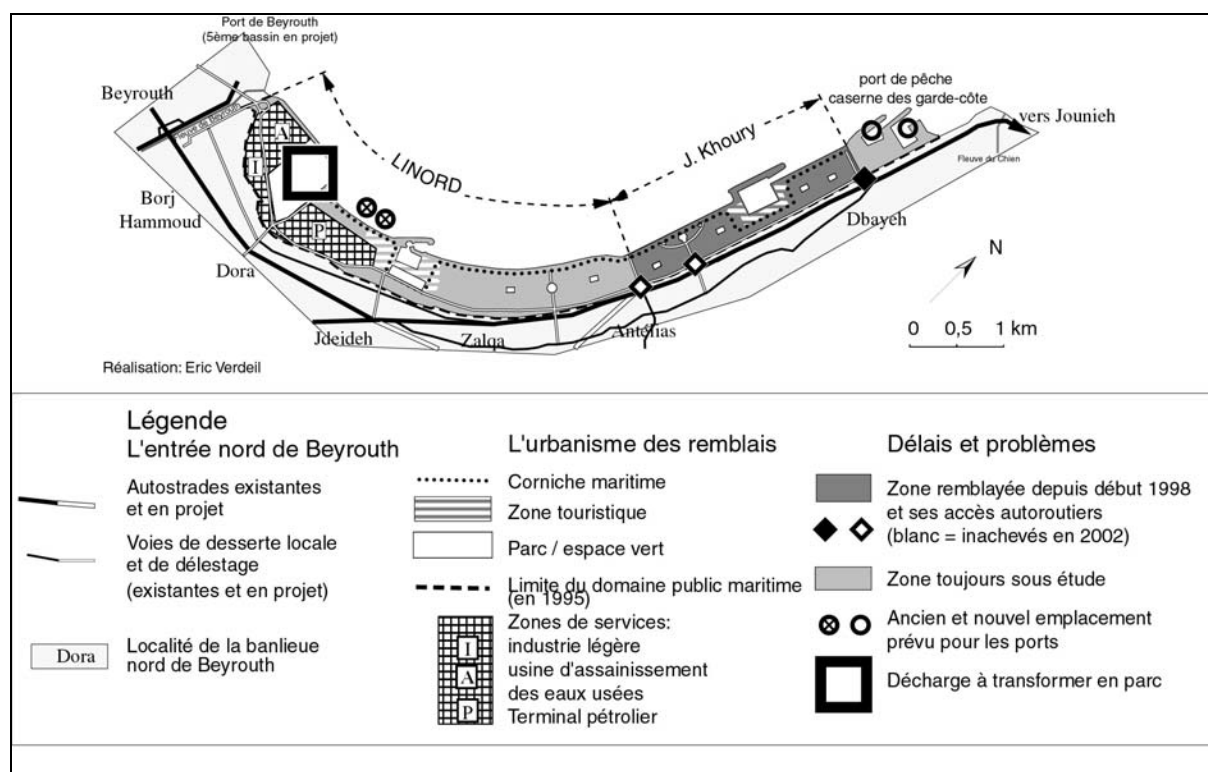 Port de Beyrouth
(5ème bassin en projet)
Beyrouth
port de pêche
caserne des garde-côte
vers Jounieh
Fleuve du Chien
A
I
LINORD
J. Khoury
Borj
Hammoud
P
Dbayeh
Dora
N
Jdeideh
Zalqa
Antélias
0 0,5 1 km
Réalisation: Eric Verdeil
Légende
L'entrée nord de Beyrouth
Autostrades existantes
et en projet
Voies de desserte locale
et de délestage
(existantes et en projet)
Dora
Localité de la banlieue
nord de Beyrouth
L'urbanisme des remblais
Corniche maritime
Zone touristique
Parc / espace vert
Limite du domaine public maritime
(en 1995)
Zones de services:
I
industrie légère
A
usine d'assainissement
des eaux usées
P
Terminal pétrolier
Délais et problèmes
Zone remblayée depuis début 1998
et ses accès autoroutiers
(blanc = inachevés en 2002)
Zone toujours sous étude
Ancien et nouvel emplacement
prévu pour les ports
Décharge à transformer en parc